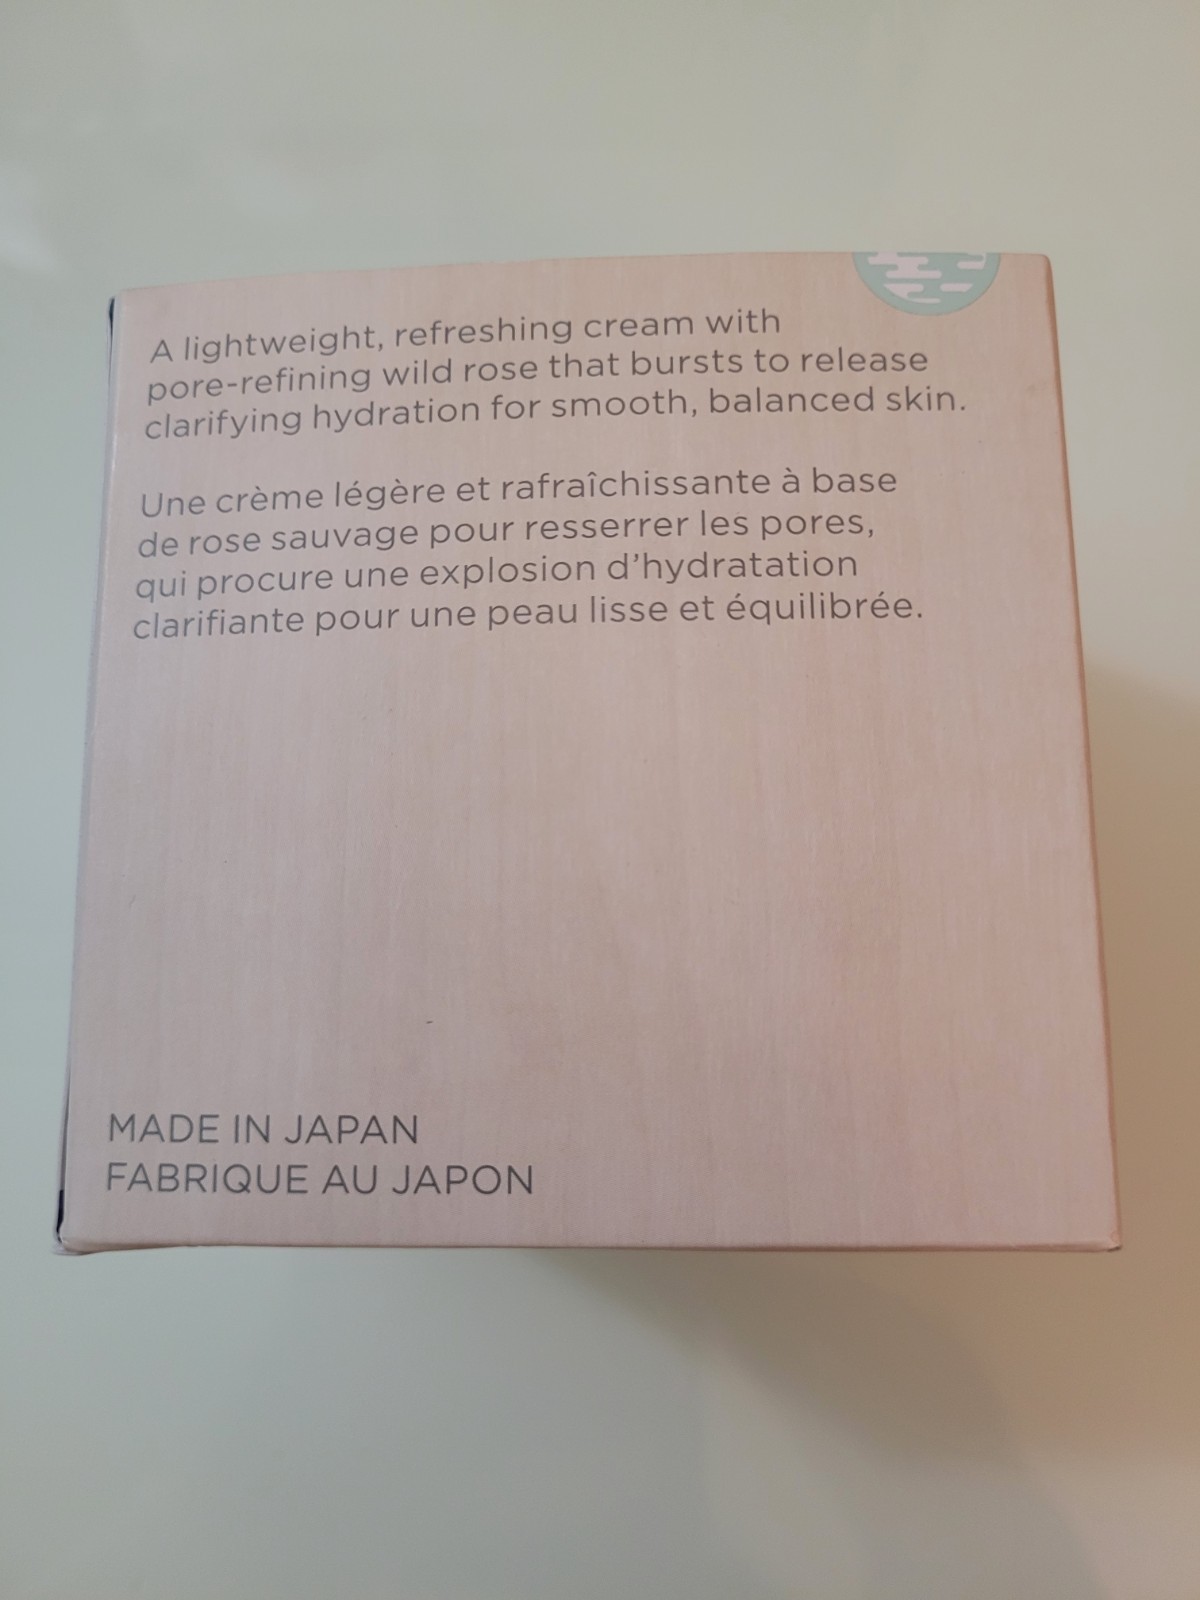 A lightweight, refreshing cream with
pore-refining wild rose that bursts to release
clarifying hydration for smooth, balanced skin.
Une crème légère et rafraîchissante à base
de rose sauvage pour resserrer les pores,
qui procure une explosion d'hydratation
clarifiante pour une peau lisse et équilibrée.
MADE IN JAPAN
FABRIQUE AU JAPON